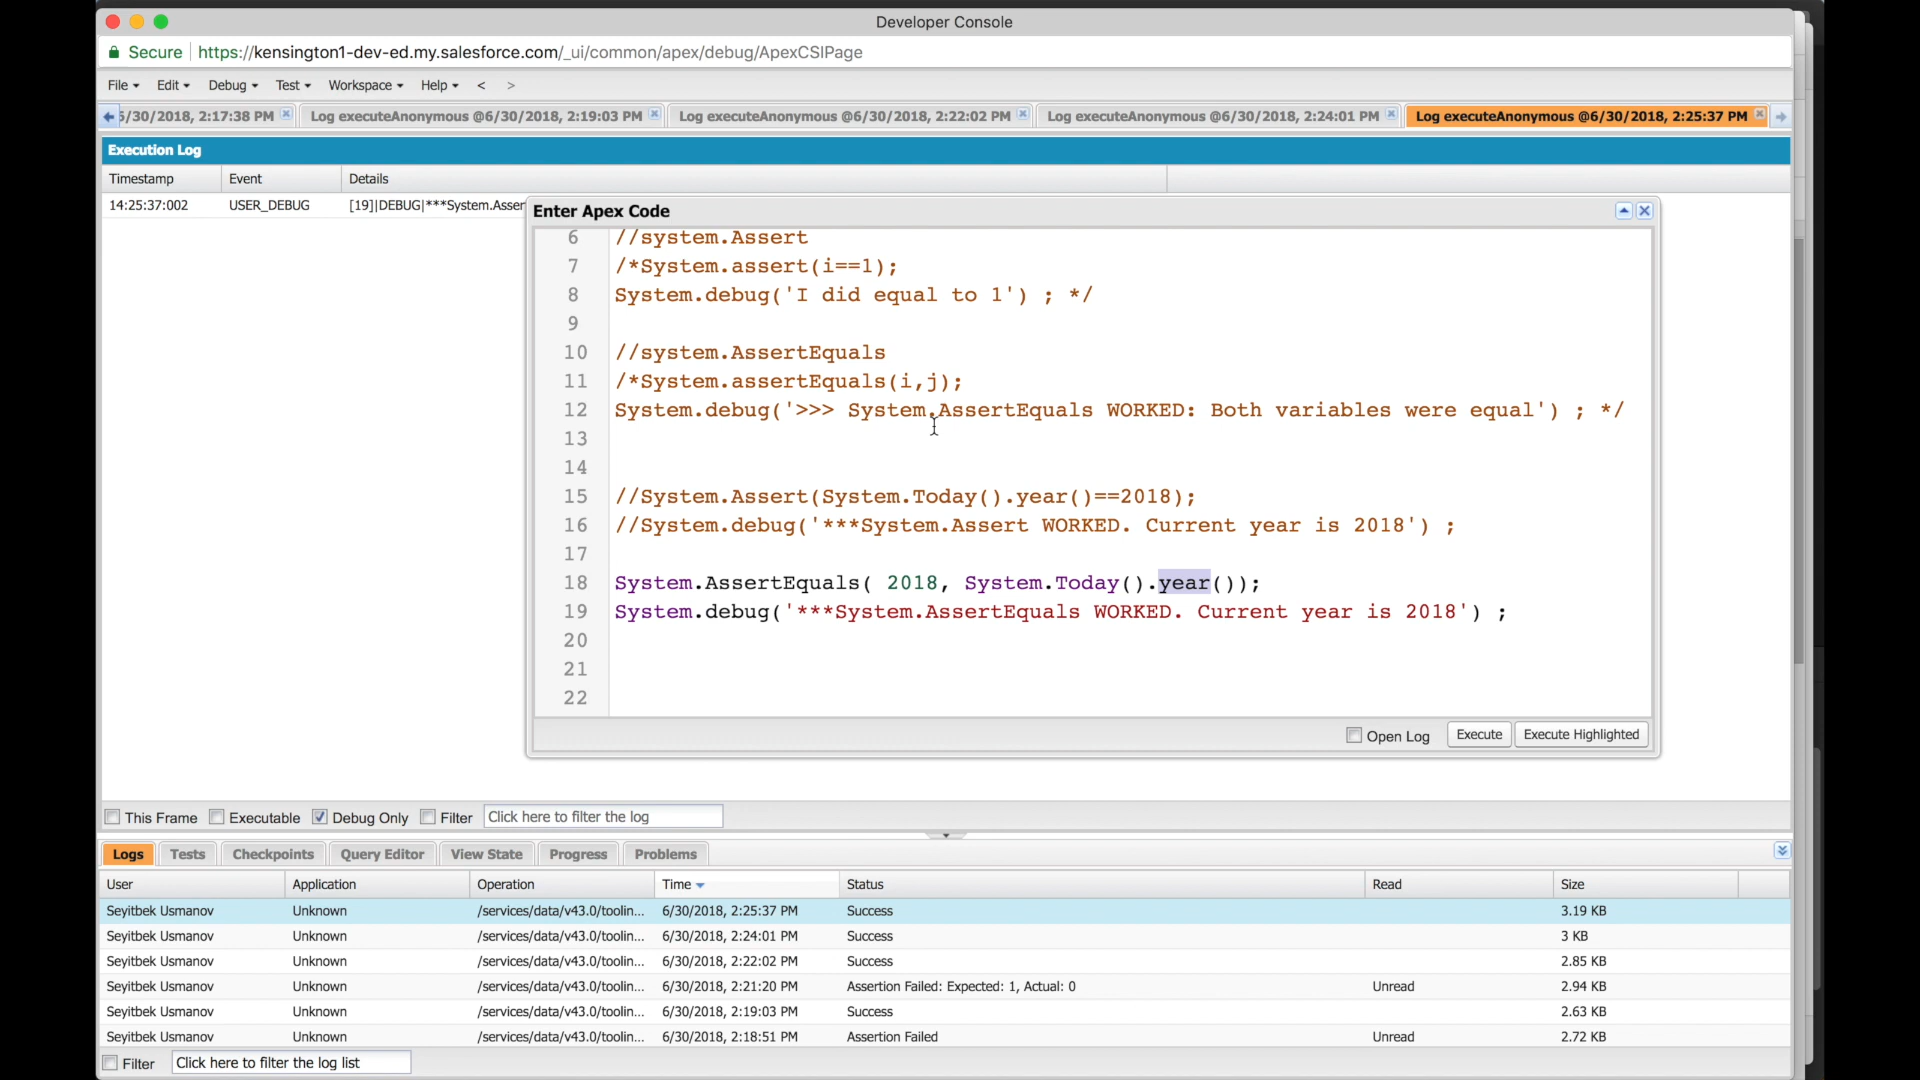 Developer Console
Secure https://kensington1-dev-ed.my.salesforce.com/_ui/common/apex/debug/ApexCSIPage
File Edit Debug Test Workspace Help < >
6/30/2018, 2:17:38 PM Log executeAnonymous @6/30/2018, 2:19:03 PM Log executeAnonymous @6/30/2018, 2:22:02 PM Log executeAnonymous @6/30/2018, 2:24:01 PM Log executeAnonymous @6/30/2018, 2:25:37 PM
Execution Log
Timestamp Event Details
14:25:37:002 USER_DEBUG [19]|DEBUG|***System.Asser
Enter Apex Code
6 //system.Assert
7 /*System.assert(i==1);
8 System.debug('I did equal to 1') ; */
9
10 //system.AssertEquals
11 /*System.assertEquals(i,j);
12 System.debug('>>> System.AssertEquals WORKED: Both variables were equal') ; */
13
14
15 //System.Assert(System.Today().year()==2018);
16 //System.debug('***System.Assert WORKED. Current year is 2018') ;
17
18 System.AssertEquals( 2018, System.Today().year());
19 System.debug('***System.AssertEquals WORKED. Current year is 2018') ;
20
21
22
Open Log Execute Execute Highlighted
This Frame Executable Debug Only Filter Click here to filter the log
Logs Tests Checkpoints Query Editor View State Progress Problems
User Application Operation Time Status Read Size
Seyitbek Usmanov Unknown /services/data/v43.0/toolin... 6/30/2018, 2:25:37 PM Success 3.19 KB
Seyitbek Usmanov Unknown /services/data/v43.0/toolin... 6/30/2018, 2:24:01 PM Success 3 KB
Seyitbek Usmanov Unknown /services/data/v43.0/toolin... 6/30/2018, 2:22:02 PM Success 2.85 KB
Seyitbek Usmanov Unknown /services/data/v43.0/toolin... 6/30/2018, 2:21:20 PM Assertion Failed: Expected: 1, Actual: 0 Unread 2.94 KB
Seyitbek Usmanov Unknown /services/data/v43.0/toolin... 6/30/2018, 2:19:03 PM Success 2.63 KB
Seyitbek Usmanov Unknown /services/data/v43.0/toolin... 6/30/2018, 2:18:51 PM Assertion Failed Unread 2.72 KB
Filter Click here to filter the log list